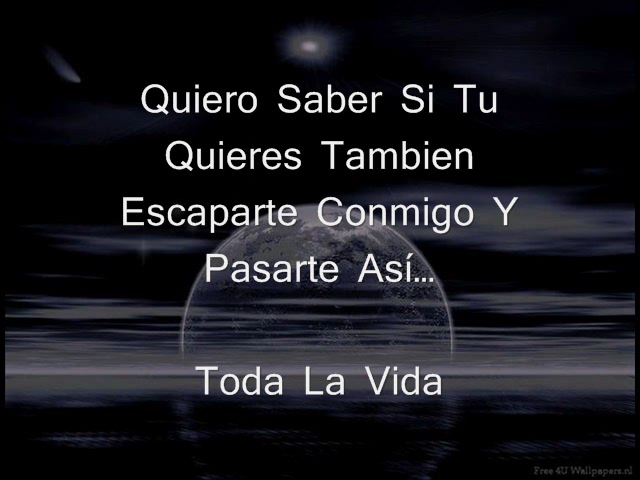 Quiero Saber Si Tu
Quieres Tambien
Escaparte Conmigo Y
Pasarte Así...
Toda La Vida
Free 4U Wallpapers.nl